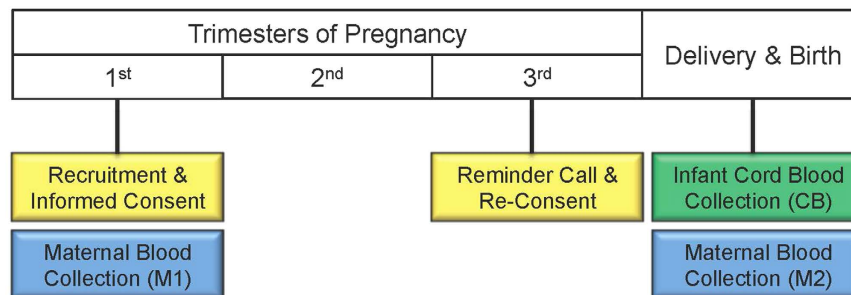 Trimesters of Pregnancy
Delivery & Birth
1st
2nd
3rd
Recruitment &
Informed Consent
Reminder Call &
Re-Consent
Infant Cord Blood
Collection (CB)
Maternal Blood
Collection (M1)
Maternal Blood
Collection (M2)